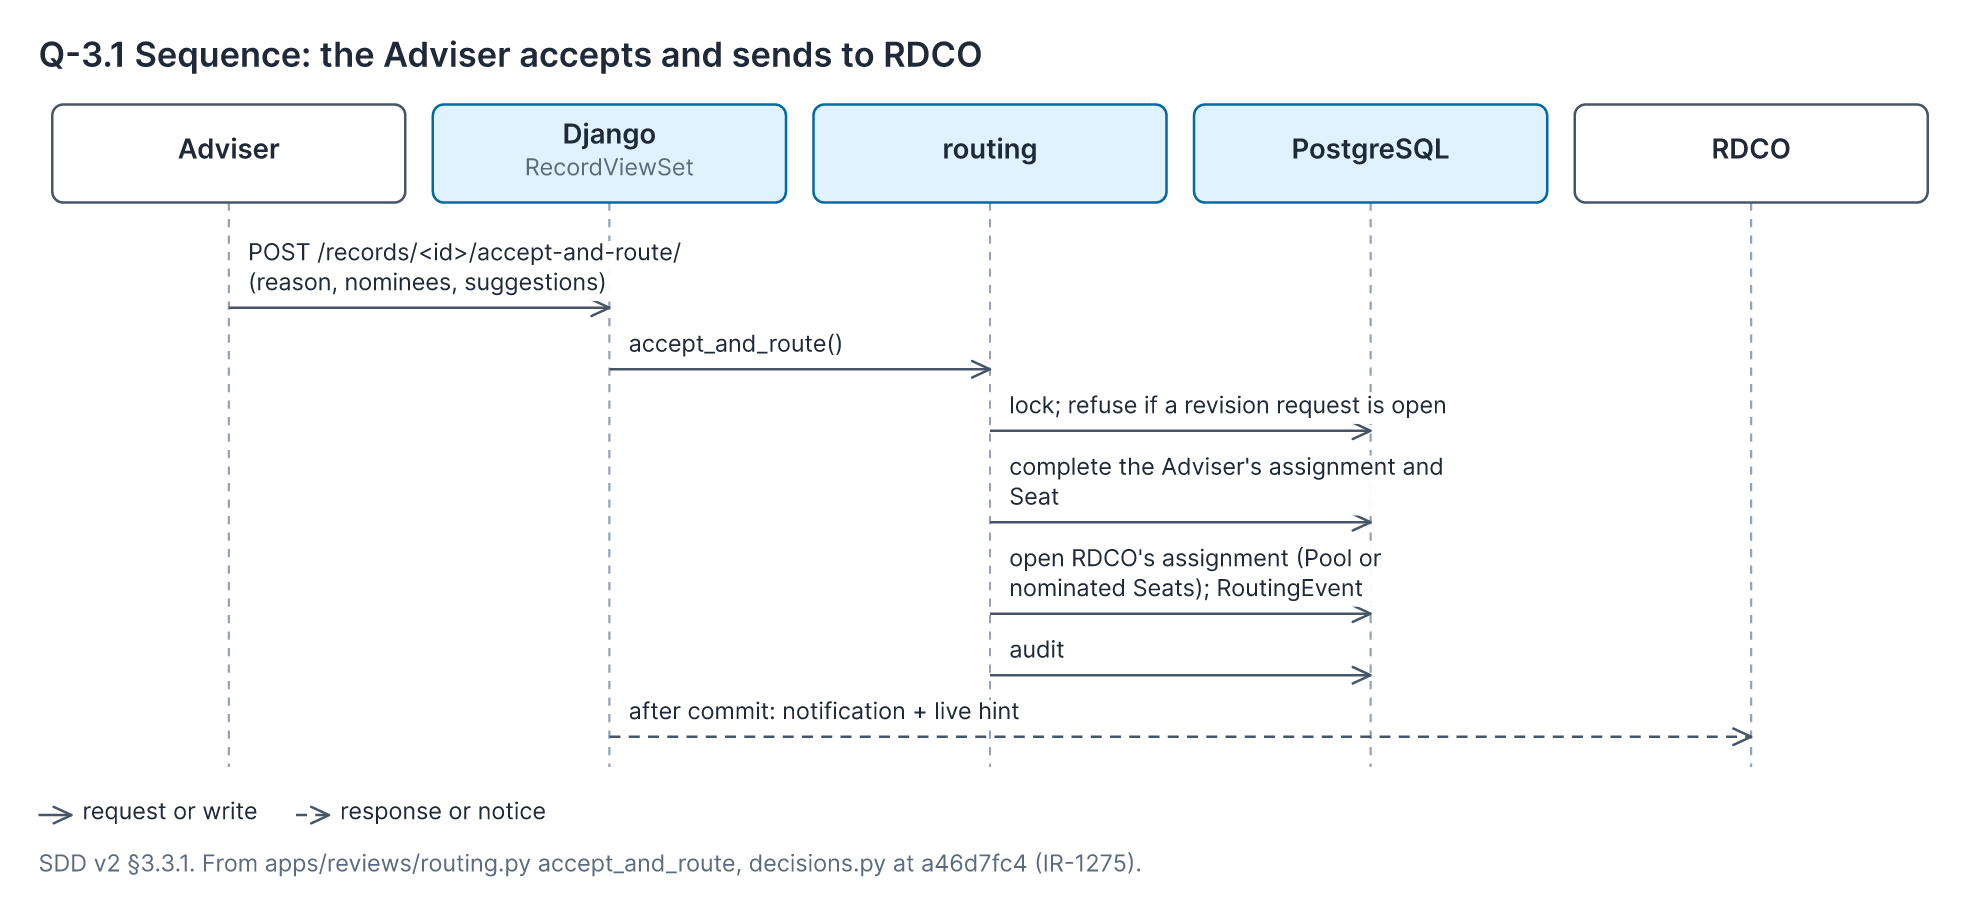 Q-3.1 Sequence: the Adviser accepts and sends to RDCO
Adviser
Django
RecordViewSet
routing
PostgreSQL
RDCO
POST /records/<id>/accept-and-route/
(reason, nominees, suggestions)
accept_and_route()
lock; refuse if a revision request is open
complete the Adviser's assignment and
Seat
open RDCO's assignment (Pool or
nominated Seats); RoutingEvent
audit
after commit: notification + live hint
request or write
response or notice
SDD v2 §3.3.1. From apps/reviews/routing.py accept_and_route, decisions.py at a46d7fc4 (IR-1275).